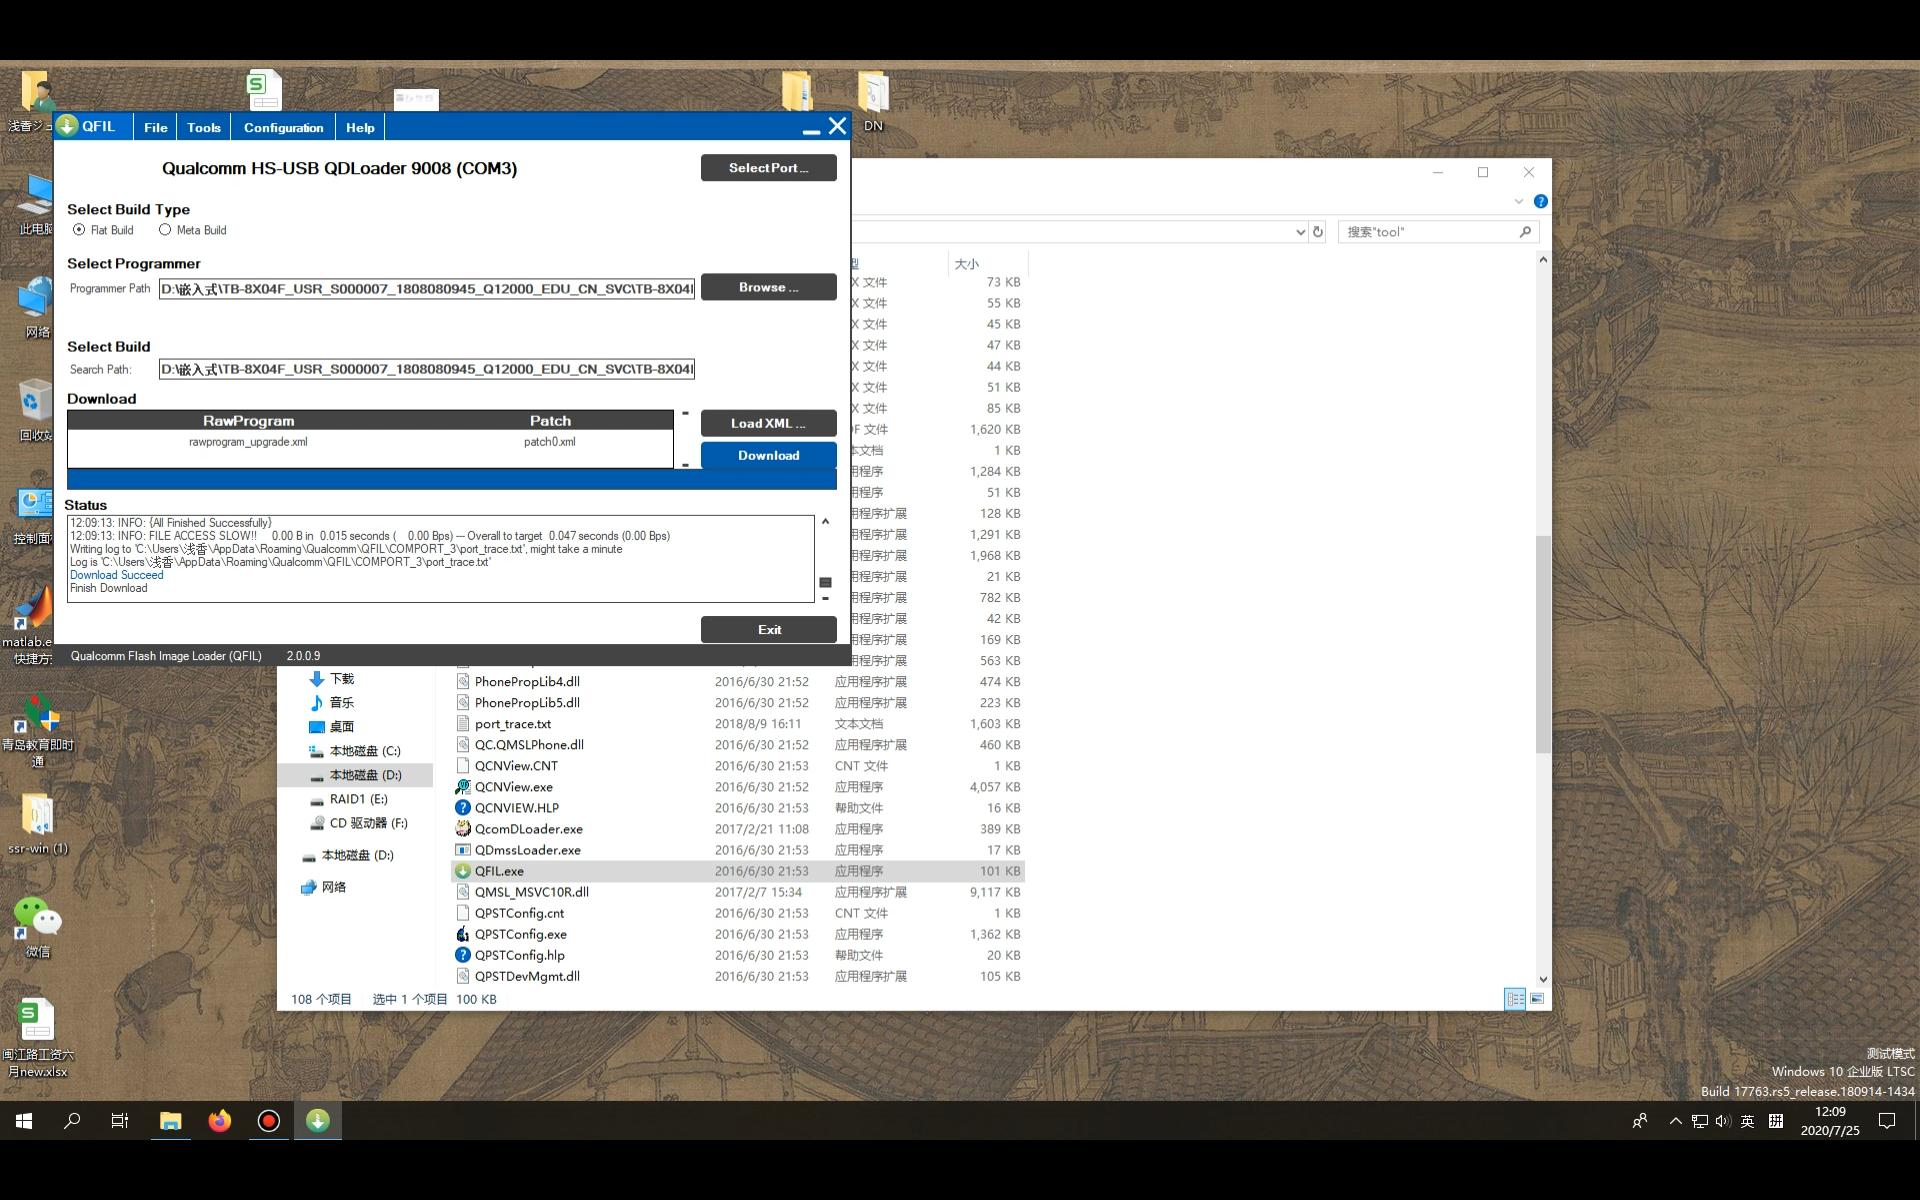 DN
浅香ジュ
QFIL File Tools Configuration Help
Qualcomm HS-USB QDLoader 9008 (COM3)
Select Port ...
Select Build Type
Flat Build Meta Build
Select Programmer
Programmer Path D:\嵌入式\TB-8X04F_USR_S000007_1808080945_Q12000_EDU_CN_SVC\TB-8X04
Browse ...
Select Build
Search Path: D:\嵌入式\TB-8X04F_USR_S000007_1808080945_Q12000_EDU_CN_SVC\TB-8X04
Download
RawProgram Patch
rawprogram_upgrade.xml patch0.xml
Load XML ...
Download
Status
12:09:13: INFO: {All Finished Successfully}
12:09:13: INFO: FILE ACCESS SLOW!! 0.00 B in 0.015 seconds ( 0.00 Bps) --- Overall to target 0.047 seconds (0.00 Bps)
Writing log to 'C:\Users\浅香\AppData\Roaming\Qualcomm\QFIL\COMPORT_3\port_trace.txt', might take a minute
Log is 'C:\Users\浅香\AppData\Roaming\Qualcomm\QFIL\COMPORT_3\port_trace.txt'
Download Succeed
Finish Download
Exit
Qualcomm Flash Image Loader (QFIL) 2.0.0.9
搜索"tool"
型 大小
X 文件 73 KB
X 文件 55 KB
X 文件 45 KB
X 文件 47 KB
X 文件 44 KB
X 文件 51 KB
X 文件 85 KB
F 文件 1,620 KB
本文档 1 KB
用程序 1,284 KB
用程序 51 KB
用程序扩展 128 KB
用程序扩展 1,291 KB
用程序扩展 1,968 KB
用程序扩展 21 KB
用程序扩展 782 KB
用程序扩展 42 KB
用程序扩展 169 KB
用程序扩展 563 KB
PhonePropLib4.dll 2016/6/30 21:52 应用程序扩展 474 KB
PhonePropLib5.dll 2016/6/30 21:52 应用程序扩展 223 KB
port_trace.txt 2018/8/9 16:11 文本文档 1,603 KB
QC.QMSLPhone.dll 2016/6/30 21:52 应用程序扩展 460 KB
QCNView.CNT 2016/6/30 21:53 CNT 文件 1 KB
QCNView.exe 2016/6/30 21:52 应用程序 4,057 KB
QCNVIEW.HLP 2016/6/30 21:53 帮助文件 16 KB
QcomDLoader.exe 2017/2/21 11:08 应用程序 389 KB
QDmssLoader.exe 2016/6/30 21:53 应用程序 17 KB
QFIL.exe 2016/6/30 21:53 应用程序 101 KB
QMSL_MSVC10R.dll 2017/2/7 15:34 应用程序扩展 9,117 KB
QPSTConfig.cnt 2016/6/30 21:53 CNT 文件 1 KB
QPSTConfig.exe 2016/6/30 21:53 应用程序 1,362 KB
QPSTConfig.hlp 2016/6/30 21:53 帮助文件 20 KB
QPSTDevMgmt.dll 2016/6/30 21:53 应用程序扩展 105 KB
下载
音乐
桌面
本地磁盘 (C:)
本地磁盘 (D:)
RAID1 (E:)
CD 驱动器 (F:)
本地磁盘 (D:)
网络
108 个项目 选中 1 个项目 100 KB
此电脑
网络
回收站
控制面板
matlab.e
快捷方
青岛教育即时
通
ssr-win (1)
微信
闽江路工资六
月new.xlsx
测试模式
Windows 10 企业版 LTSC
Build 17763.rs5_release.180914-1434
英
拼
12:09
2020/7/25